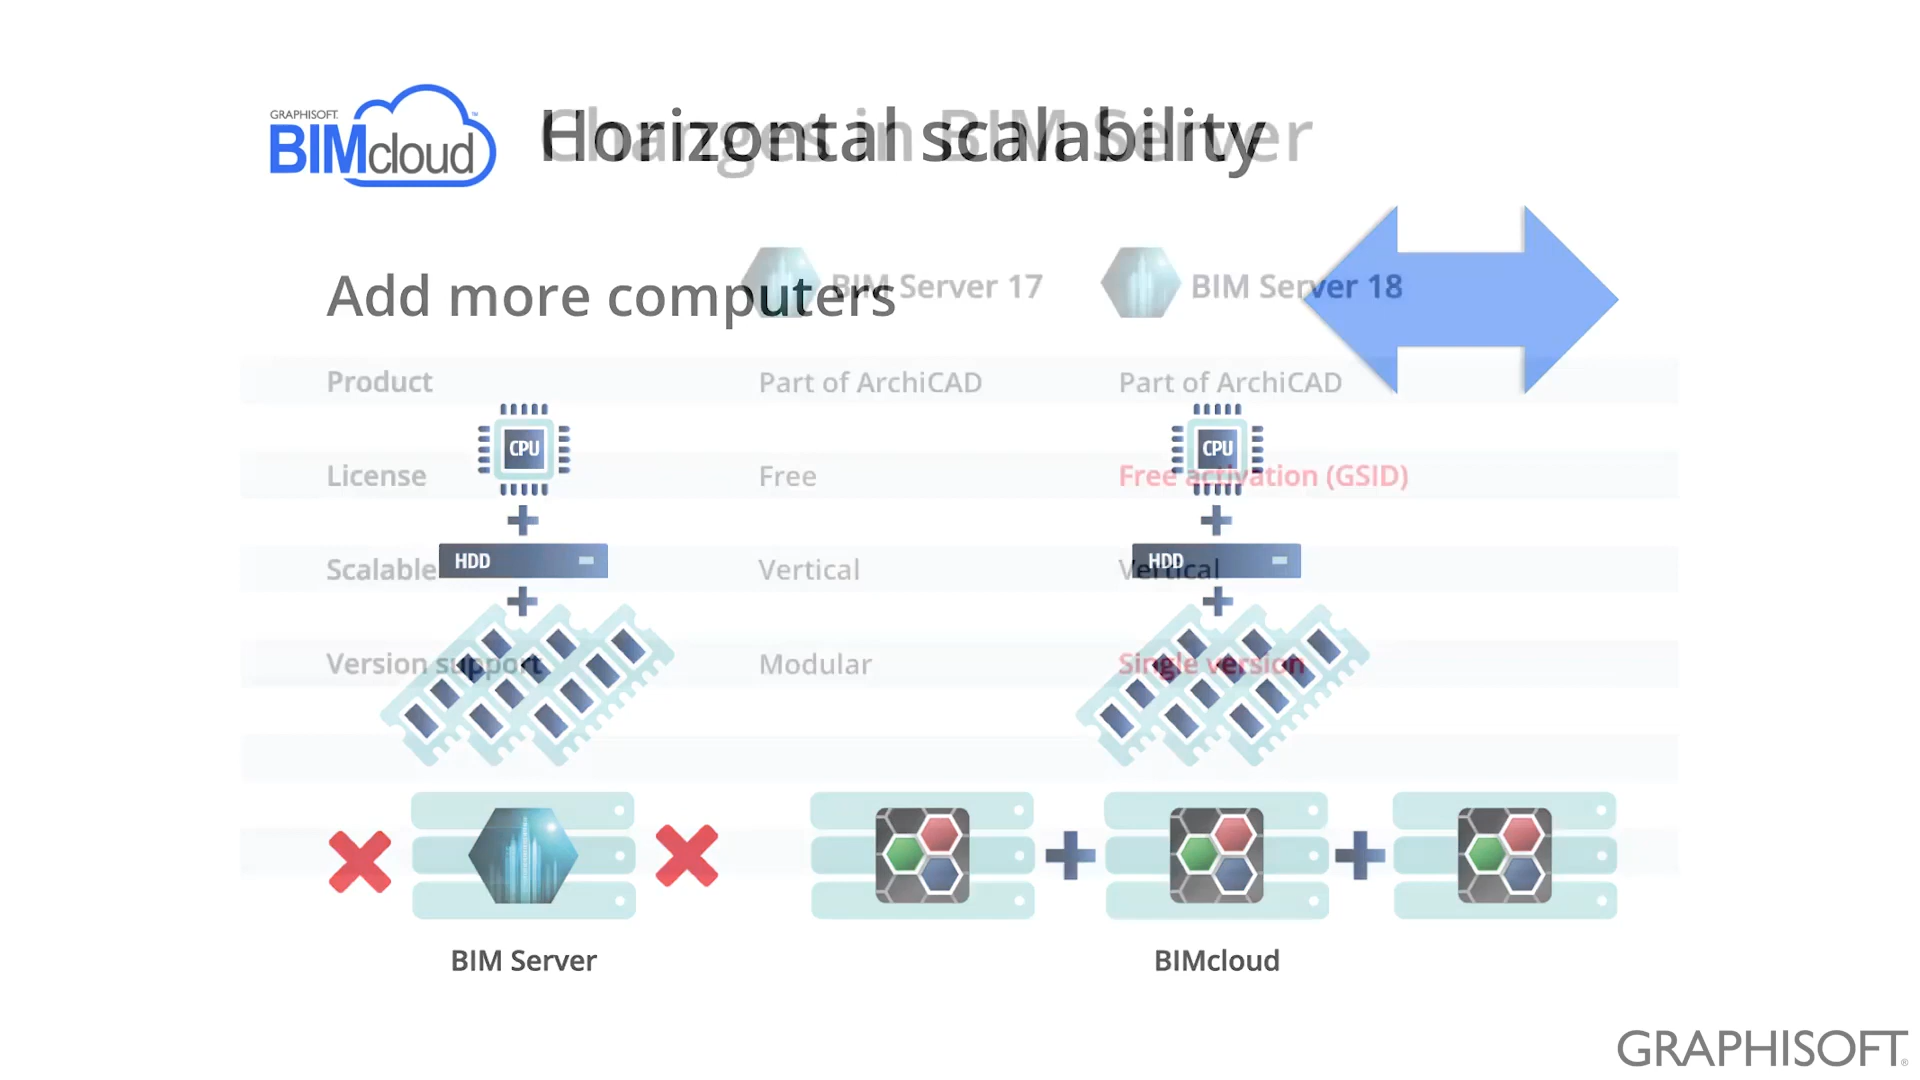 GRAPHISOFT
BIMcloud™
Horizontal scalability
Changes in BIM Server
Add more computers
BIM Server 17
BIM Server 18
Product
Part of ArchiCAD
Part of ArchiCAD
CPU
CPU
License
Free
Free activation (GSID)
HDD
HDD
Scalable
Vertical
Vertical
Version support
Modular
Single version
BIM Server
BIMcloud
GRAPHISOFT®